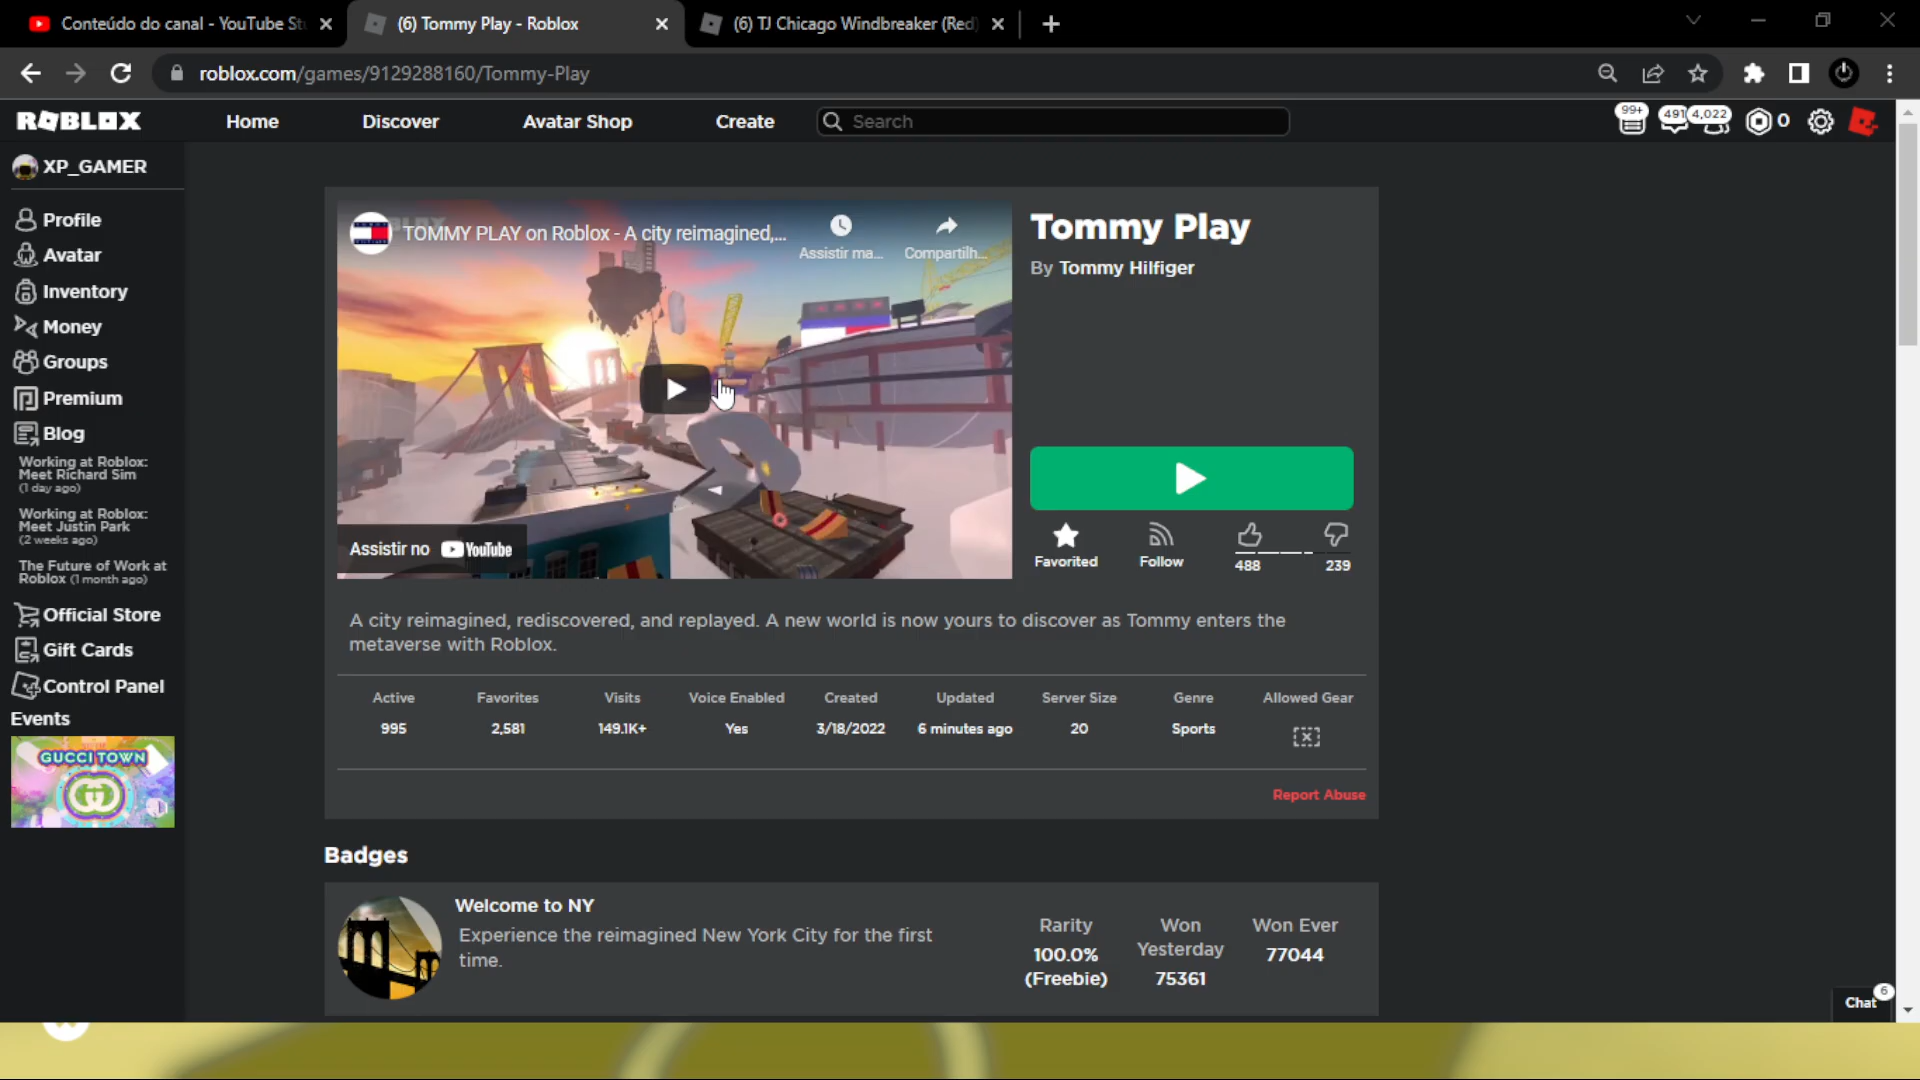 Conteúdo do canal - YouTube St
(6) Tommy Play - Roblox
(6) TJ Chicago Windbreaker (Red)
roblox.com/games/9129288160/Tommy-Play
ROBLOX
Home
Discover
Avatar Shop
Create
Search
99+
491
4,022
0
XP_GAMER
Profile
Avatar
Inventory
Money
Groups
Premium
Blog
Working at Roblox:
Meet Richard Sim
(1 day ago)
Working at Roblox:
Meet Justin Park
(2 weeks ago)
The Future of Work at
Roblox (1 month ago)
Official Store
Gift Cards
Control Panel
Events
GUCCI TOWN
TOMMY PLAY on Roblox - A city reimagined,...
Assistir ma...
Compartilh...
Assistir no YouTube
Tommy Play
By Tommy Hilfiger
Favorited
Follow
488
239
A city reimagined, rediscovered, and replayed. A new world is now yours to discover as Tommy enters the
metaverse with Roblox.
Active
Favorites
Visits
Voice Enabled
Created
Updated
Server Size
Genre
Allowed Gear
995
2,581
149.1K+
Yes
3/18/2022
6 minutes ago
20
Sports
Report Abuse
Badges
Welcome to NY
Experience the reimagined New York City for the first
time.
Rarity
100.0%
(Freebie)
Won
Yesterday
75361
Won Ever
77044
Chat
6